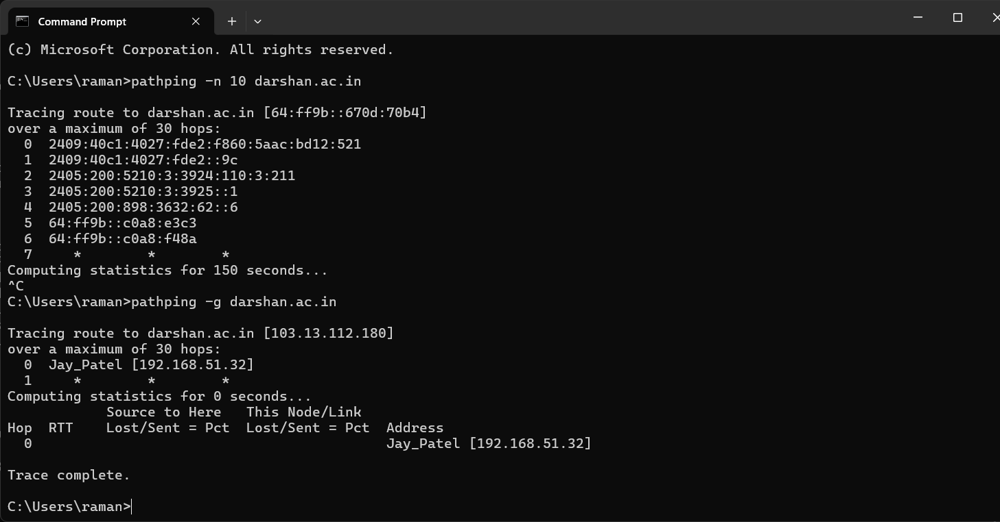 Command Prompt
(c) Microsoft Corporation. All rights reserved.
C:\Users\raman>pathping -n 10 darshan.ac.in
Tracing route to darshan.ac.in [64:ff9b::670d:70b4]
over a maximum of 30 hops:
  0  2409:40c1:4027:fde2:f860:5aac:bd12:521
  1  2409:40c1:4027:fde2::9c
  2  2405:200:5210:3:3924:110:3:211
  3  2405:200:5210:3:3925::1
  4  2405:200:898:3632:62::6
  5  64:ff9b::c0a8:e3c3
  6  64:ff9b::c0a8:f48a
  7     *        *        *
Computing statistics for 150 seconds...
^C
C:\Users\raman>pathping -g darshan.ac.in
Tracing route to darshan.ac.in [103.13.112.180]
over a maximum of 30 hops:
  0  Jay_Patel [192.168.51.32]
  1     *        *        *
Computing statistics for 0 seconds...
            Source to Here   This Node/Link
Hop  RTT    Lost/Sent = Pct  Lost/Sent = Pct  Address
  0                                           Jay_Patel [192.168.51.32]
Trace complete.
C:\Users\raman>